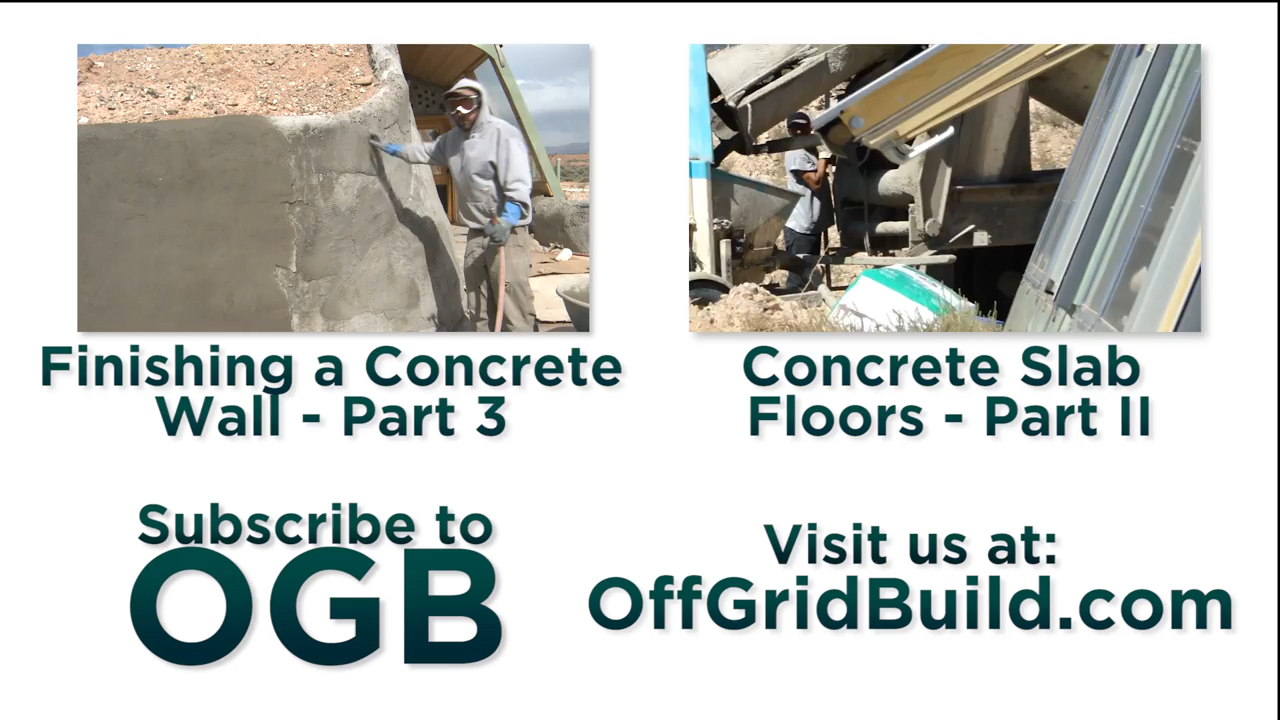 Finishing a Concrete
Wall - Part 3
Concrete Slab
Floors - Part II
Subscribe to
OGB
Visit us at:
OffGridBuild.com